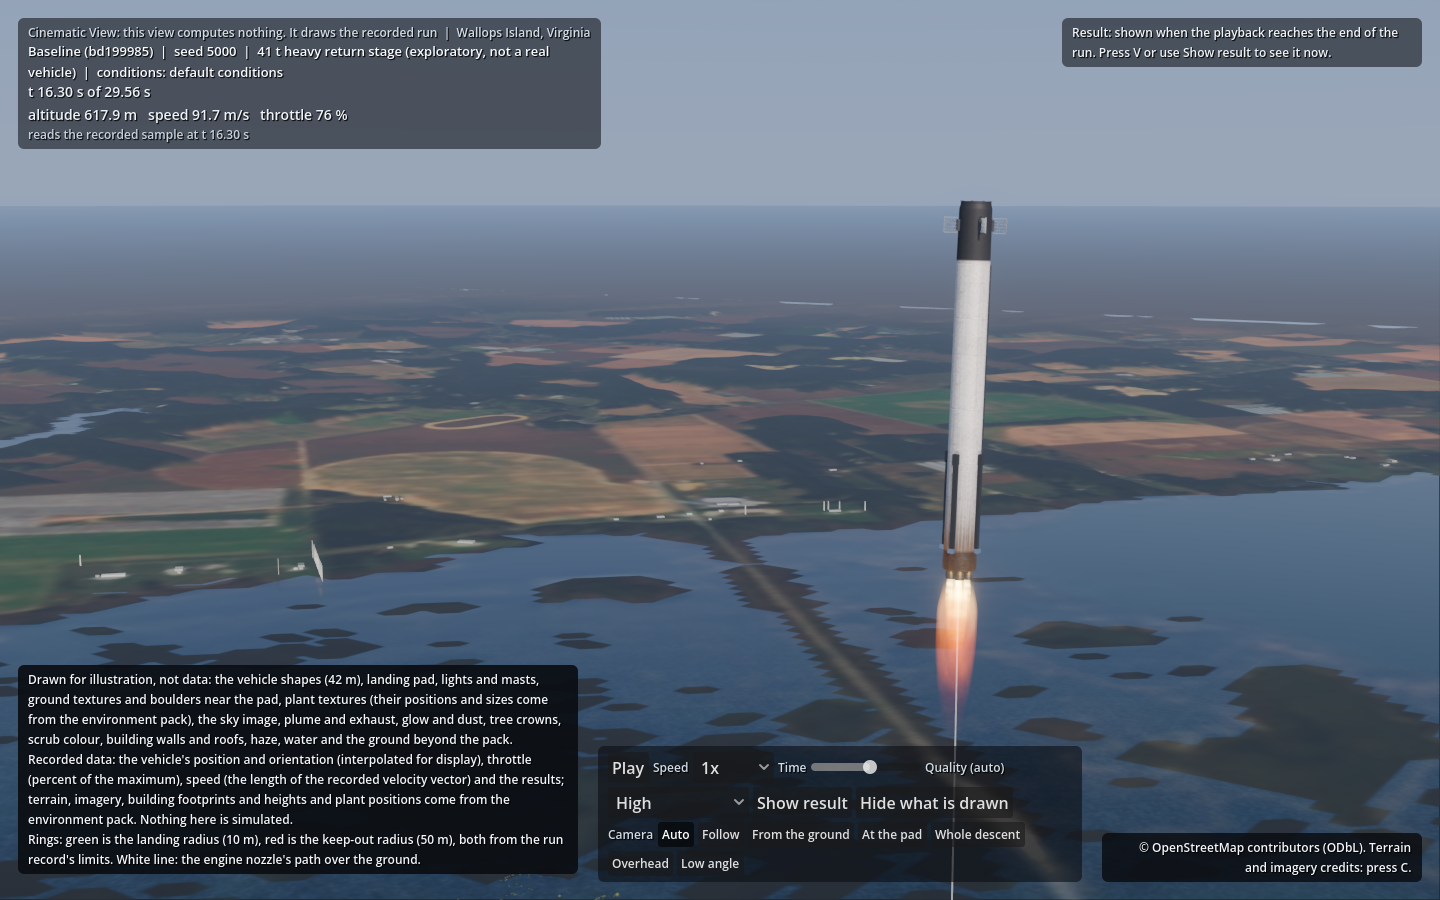 Cinematic View: this view computes nothing. It draws the recorded run | Wallops Island, Virginia
Baseline (bd199985) | seed 5000 | 41 t heavy return stage (exploratory, not a real
vehicle) | conditions: default conditions
t 16.30 s of 29.56 s
altitude 617.9 m speed 91.7 m/s throttle 76 %
reads the recorded sample at t 16.30 s
Result: shown when the playback reaches the end of the
run. Press V or use Show result to see it now.
Drawn for illustration, not data: the vehicle shapes (42 m), landing pad, lights and masts,
ground textures and boulders near the pad, plant textures (their positions and sizes come
from the environment pack), the sky image, plume and exhaust, glow and dust, tree crowns,
scrub colour, building walls and roofs, haze, water and the ground beyond the pack.
Recorded data: the vehicle's position and orientation (interpolated for display), throttle
(percent of the maximum), speed (the length of the recorded velocity vector) and the results;
terrain, imagery, building footprints and heights and plant positions come from the
environment pack. Nothing here is simulated.
Rings: green is the landing radius (10 m), red is the keep-out radius (50 m), both from the run
record's limits. White line: the engine nozzle's path over the ground.
Play Speed 1x Time Quality (auto)
High Show result Hide what is drawn
Camera Auto Follow From the ground At the pad Whole descent
Overhead Low angle
© OpenStreetMap contributors (ODbL). Terrain
and imagery credits: press C.